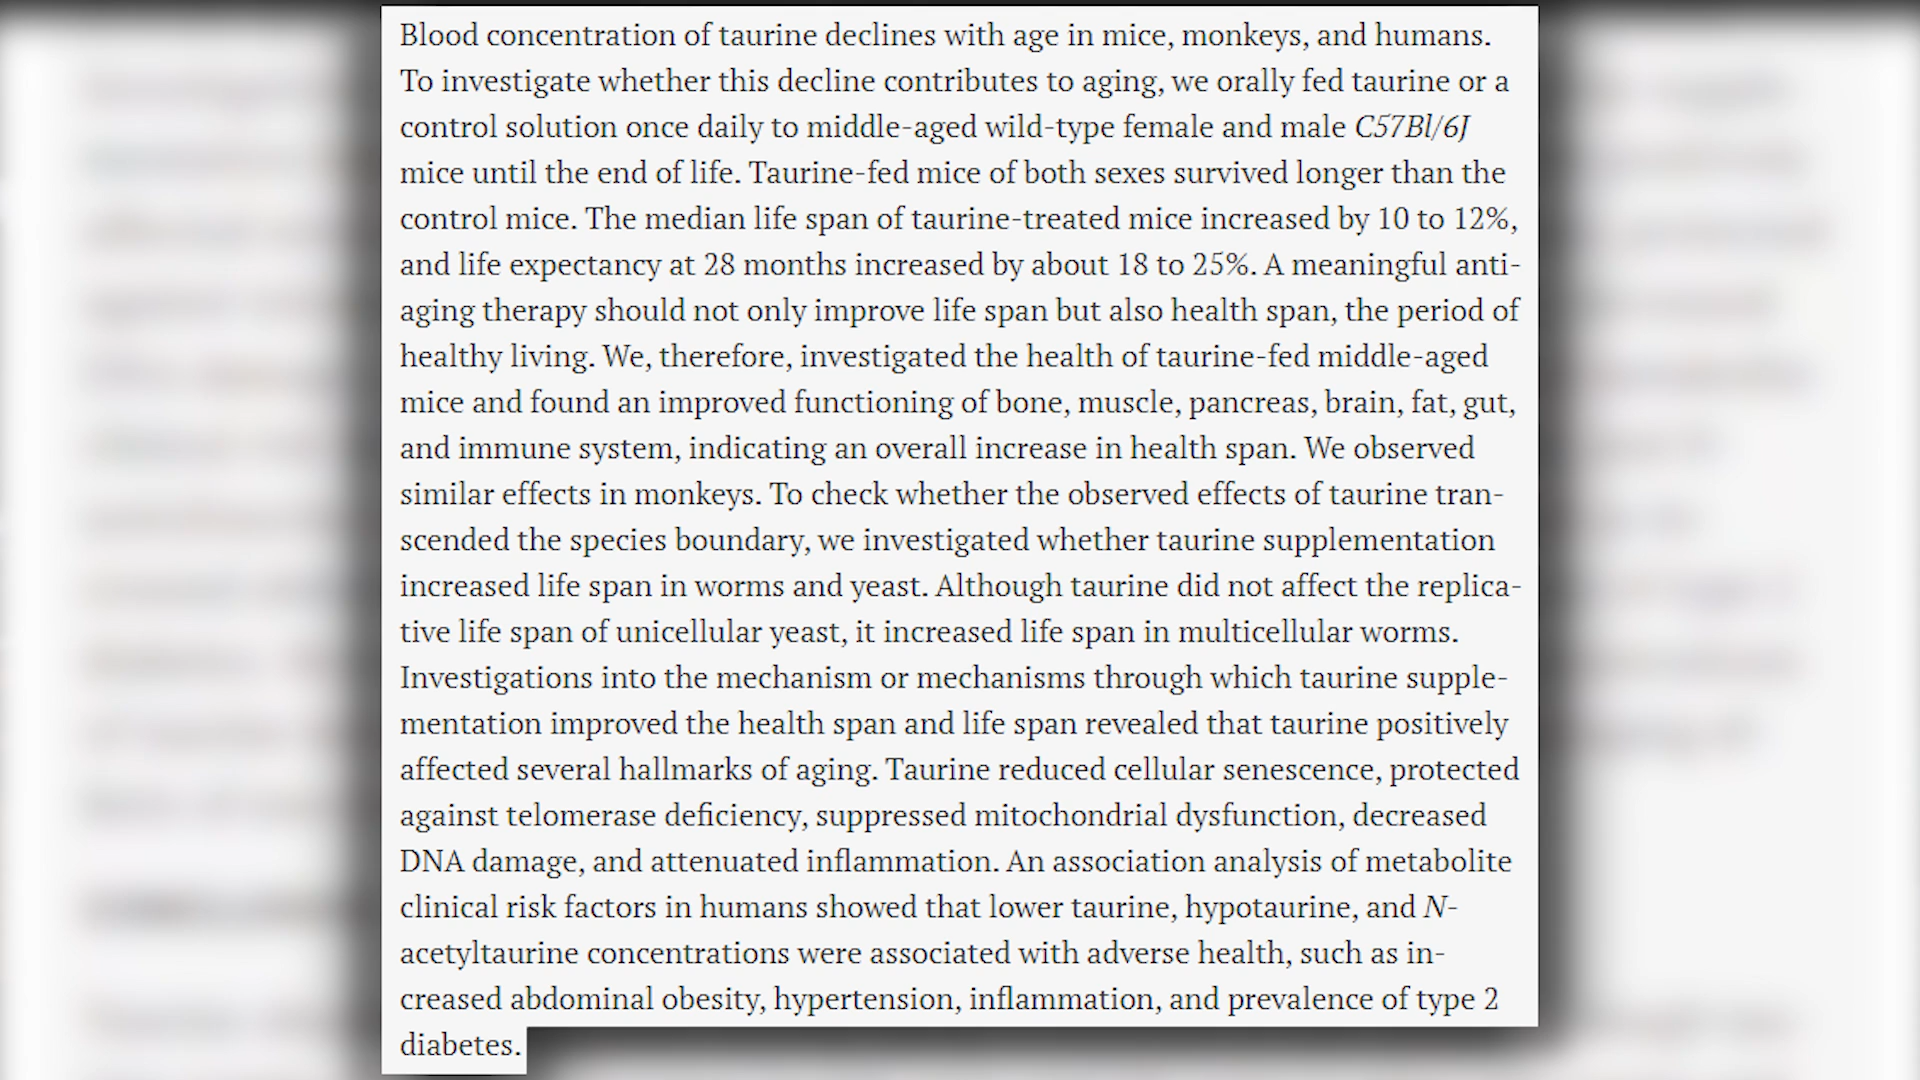 Blood concentration of taurine declines with age in mice, monkeys, and humans.
To investigate whether this decline contributes to aging, we orally fed taurine or a
control solution once daily to middle-aged wild-type female and male C57Bl/6J
mice until the end of life. Taurine-fed mice of both sexes survived longer than the
control mice. The median life span of taurine-treated mice increased by 10 to 12%,
and life expectancy at 28 months increased by about 18 to 25%. A meaningful anti-
aging therapy should not only improve life span but also health span, the period of
healthy living. We, therefore, investigated the health of taurine-fed middle-aged
mice and found an improved functioning of bone, muscle, pancreas, brain, fat, gut,
and immune system, indicating an overall increase in health span. We observed
similar effects in monkeys. To check whether the observed effects of taurine tran-
scended the species boundary, we investigated whether taurine supplementation
increased life span in worms and yeast. Although taurine did not affect the replica-
tive life span of unicellular yeast, it increased life span in multicellular worms.
Investigations into the mechanism or mechanisms through which taurine supple-
mentation improved the health span and life span revealed that taurine positively
affected several hallmarks of aging. Taurine reduced cellular senescence, protected
against telomerase deficiency, suppressed mitochondrial dysfunction, decreased
DNA damage, and attenuated inflammation. An association analysis of metabolite
clinical risk factors in humans showed that lower taurine, hypotaurine, and N-
acetyltaurine concentrations were associated with adverse health, such as in-
creased abdominal obesity, hypertension, inflammation, and prevalence of type 2
diabetes.